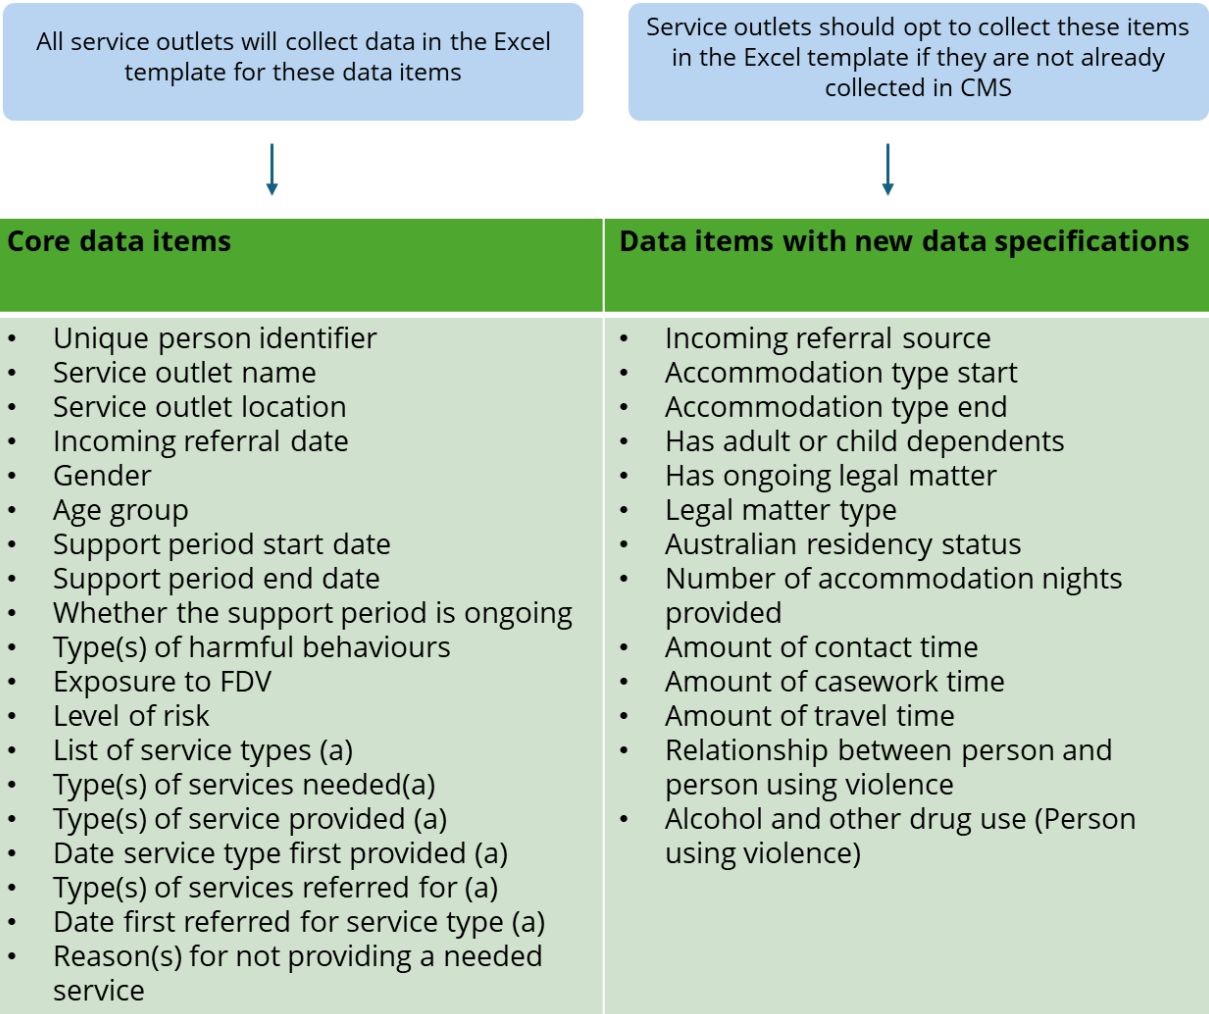 All service outlets will collect data in the Excel
template for these data items
Service outlets should opt to collect these items
in the Excel template if they are not already
collected in CMS
Core data items
• Unique person identifier
• Service outlet name
• Service outlet location
• Incoming referral date
• Gender
• Age group
• Support period start date
• Support period end date
• Whether the support period is ongoing
• Type(s) of harmful behaviours
• Exposure to FDV
• Level of risk
• List of service types (a)
• Type(s) of services needed(a)
• Type(s) of service provided (a)
• Date service type first provided (a)
• Type(s) of services referred for (a)
• Date first referred for service type (a)
• Reason(s) for not providing a needed
service
Data items with new data specifications
• Incoming referral source
• Accommodation type start
• Accommodation type end
• Has adult or child dependents
• Has ongoing legal matter
• Legal matter type
• Australian residency status
• Number of accommodation nights
provided
• Amount of contact time
• Amount of casework time
• Amount of travel time
• Relationship between person and
person using violence
• Alcohol and other drug use (Person
using violence)